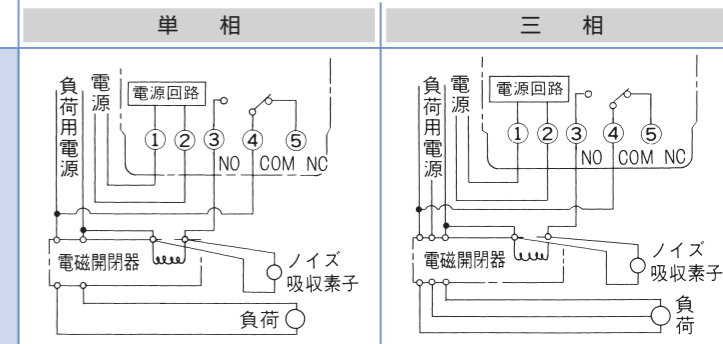 単 相
負荷用電源
電源
電源回路
① ② ③ ④ ⑤
NO COM NC
電磁開閉器
ノイズ
吸収素子
負荷
三 相
負荷用電源
電源
電源回路
① ② ③ ④ ⑤
NO COM NC
電磁開閉器
ノイズ
吸収素子
負荷